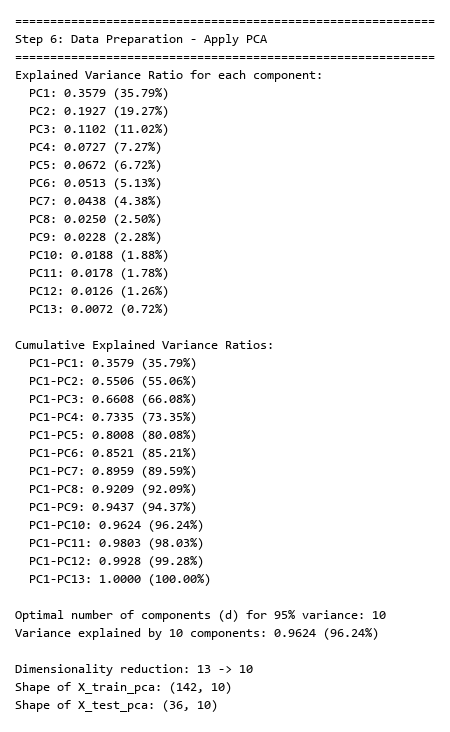 ============================================================
Step 6: Data Preparation - Apply PCA
============================================================
Explained Variance Ratio for each component:
  PC1: 0.3579 (35.79%)
  PC2: 0.1927 (19.27%)
  PC3: 0.1102 (11.02%)
  PC4: 0.0727 (7.27%)
  PC5: 0.0672 (6.72%)
  PC6: 0.0513 (5.13%)
  PC7: 0.0438 (4.38%)
  PC8: 0.0250 (2.50%)
  PC9: 0.0228 (2.28%)
  PC10: 0.0188 (1.88%)
  PC11: 0.0178 (1.78%)
  PC12: 0.0126 (1.26%)
  PC13: 0.0072 (0.72%)

Cumulative Explained Variance Ratios:
  PC1-PC1: 0.3579 (35.79%)
  PC1-PC2: 0.5506 (55.06%)
  PC1-PC3: 0.6608 (66.08%)
  PC1-PC4: 0.7335 (73.35%)
  PC1-PC5: 0.8008 (80.08%)
  PC1-PC6: 0.8521 (85.21%)
  PC1-PC7: 0.8959 (89.59%)
  PC1-PC8: 0.9209 (92.09%)
  PC1-PC9: 0.9437 (94.37%)
  PC1-PC10: 0.9624 (96.24%)
  PC1-PC11: 0.9803 (98.03%)
  PC1-PC12: 0.9928 (99.28%)
  PC1-PC13: 1.0000 (100.00%)

Optimal number of components (d) for 95% variance: 10
Variance explained by 10 components: 0.9624 (96.24%)

Dimensionality reduction: 13 -> 10
Shape of X_train_pca: (142, 10)
Shape of X_test_pca: (36, 10)